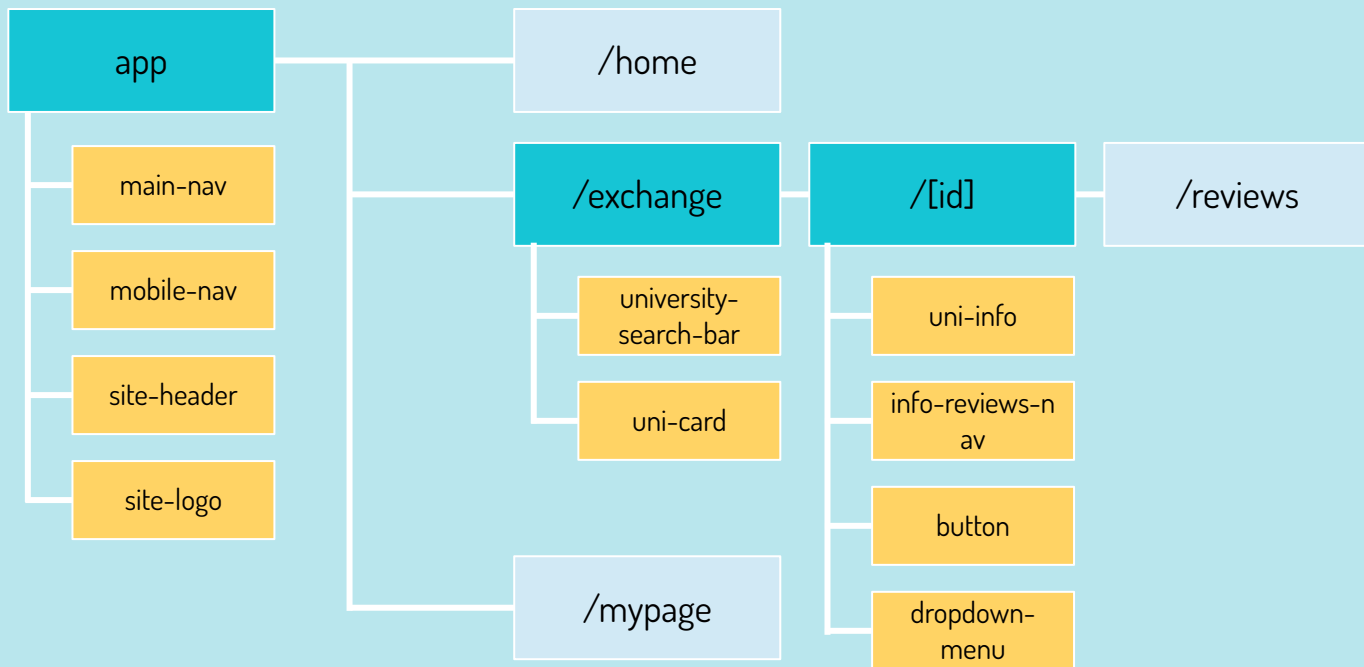 app
main-nav
mobile-nav
site-header
site-logo
/home
/exchange
university-
search-bar
uni-card
/mypage
/[id]
uni-info
info-reviews-n
av
button
dropdown-
menu
/reviews